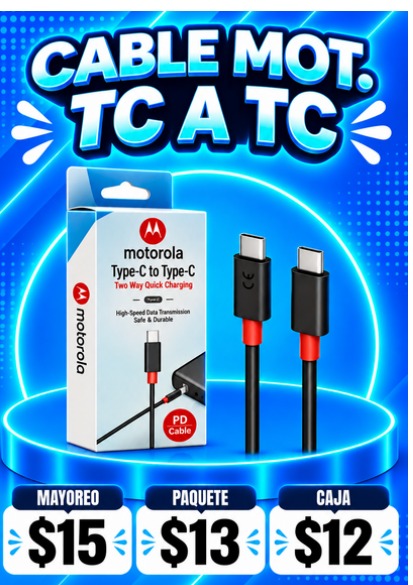 CABLE MOT.
TC A TC
motorola
Type-C to Type-C
Two Way Quick Charging
High-Speed Data Transmission
Safe & Durable
motorola
PD
Cable
CE
MAYOREO
PAQUETE
CAJA
$15
$13
$12